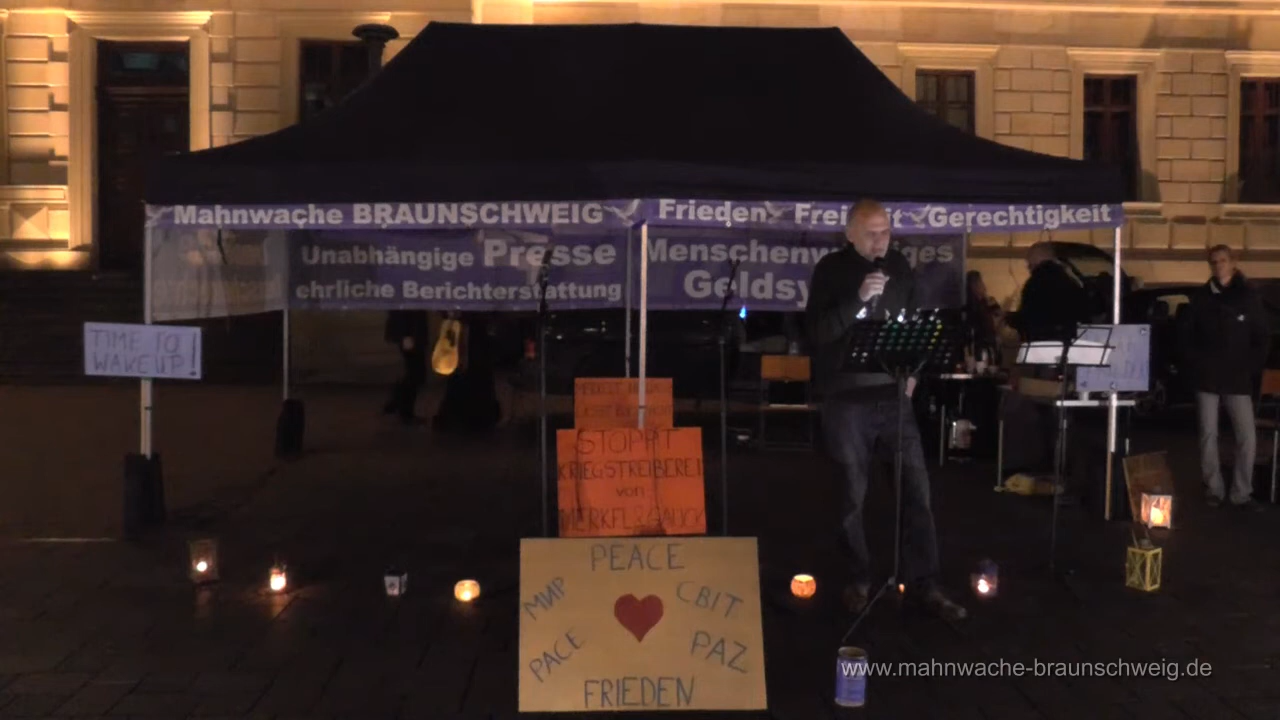 Mahnwache BRAUNSCHWEIG
Frieden Freiheit Gerechtigkeit
Unabhängige Presse
ehrliche Berichterstattung
Geldsy
TIME TO
WAKE UP!
STOPPT
KRIEGSTREIBEREI
von
MERKEL & GAUCK
PEACE
МИР
СВІТ
PACE
PAZ
FRIEDEN
www.mahnwache-braunschweig.de